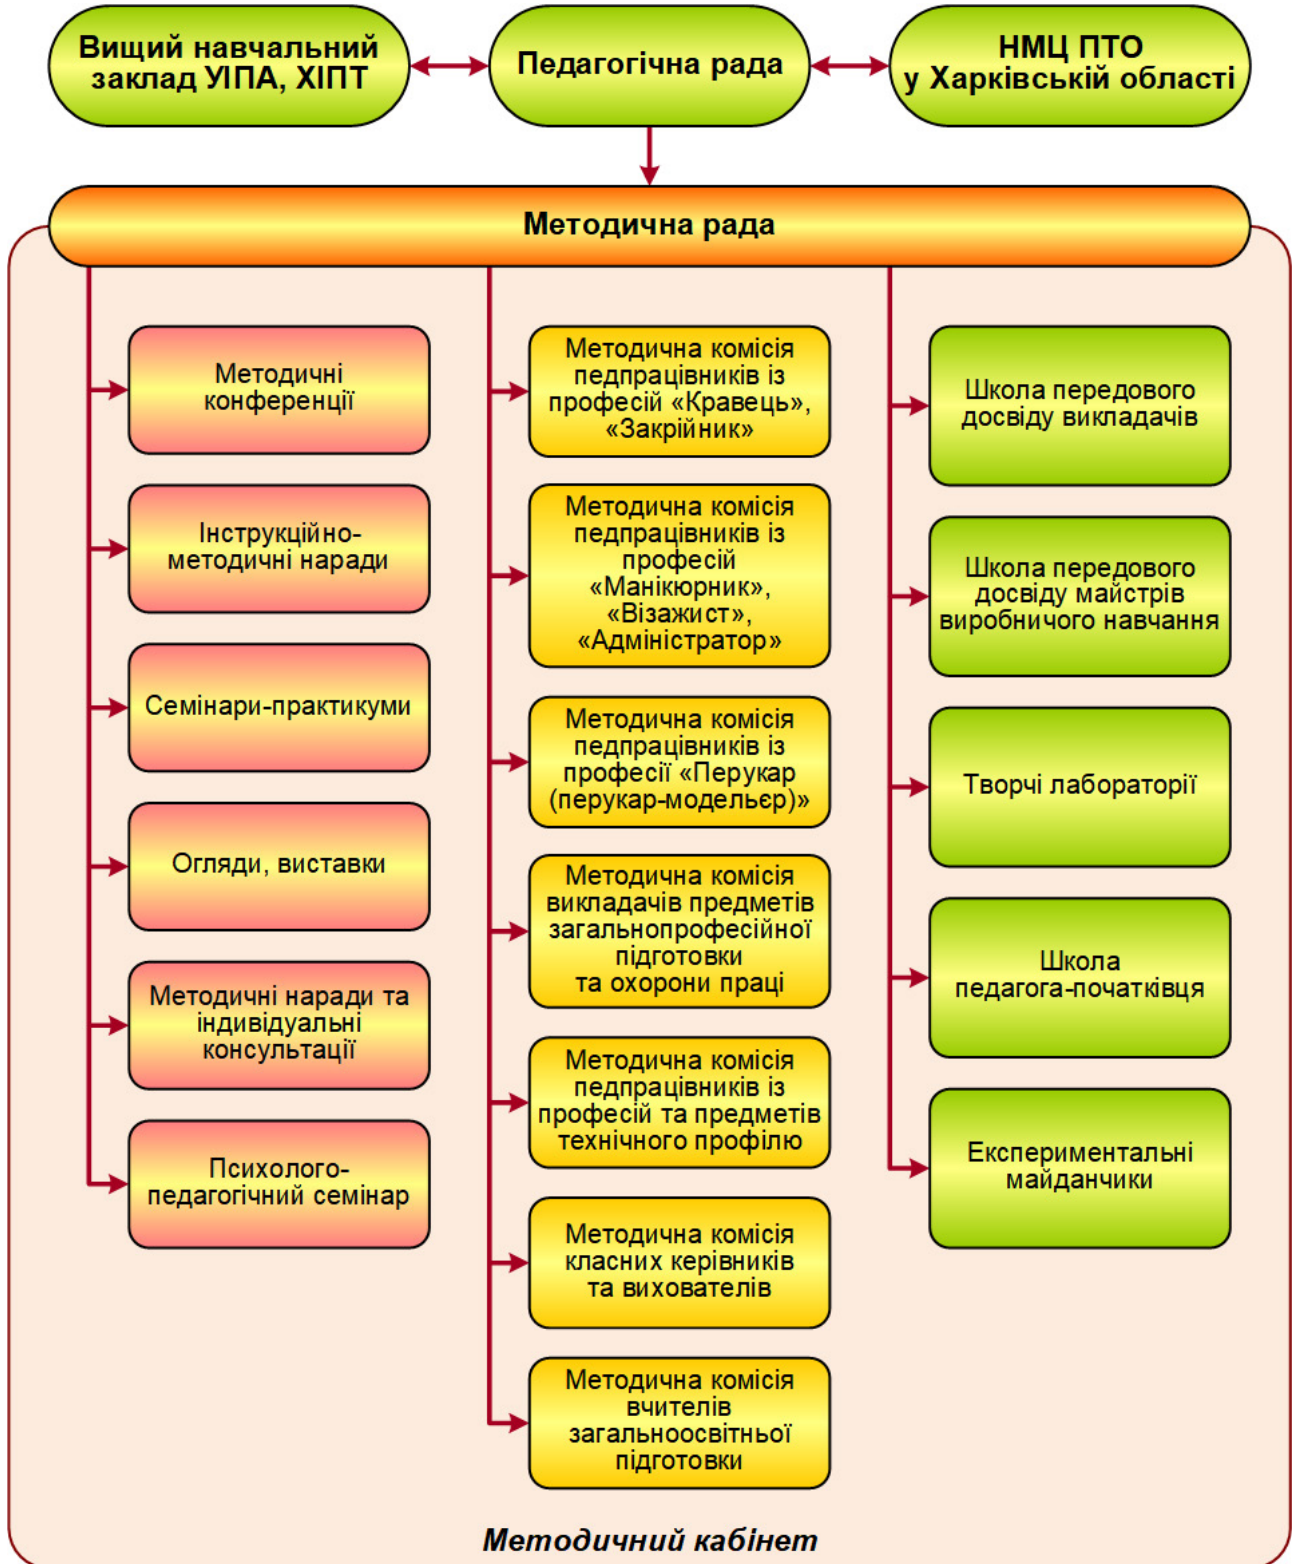 Вищий навчальний
заклад УІПА, ХІПТ
Педагогічна рада
НМЦ ПТО
у Харківській області
Методична рада
Методичні
конференції
Інструкційно-
методичні наради
Семінари-практикуми
Огляди, виставки
Методичні наради та
індивідуальні
консультації
Психолого-
педагогічний семінар
Методична комісія
педпрацівників із
професій «Кравець»,
«Закрійник»
Методична комісія
педпрацівників із
професій
«Манікюрник»,
«Візажист»,
«Адміністратор»
Методична комісія
педпрацівників із
професії «Перукар
(перукар-модельєр)»
Методична комісія
викладачів предметів
загальнопрофесійної
підготовки
та охорони праці
Методична комісія
педпрацівників із
професій та предметів
технічного профілю
Методична комісія
класних керівників
та вихователів
Методична комісія
вчителів
загальноосвітньої
підготовки
Школа передового
досвіду викладачів
Школа передового
досвіду майстрів
виробничого навчання
Творчі лабораторії
Школа
педагога-початківця
Експериментальні
майданчики
Методичний кабінет